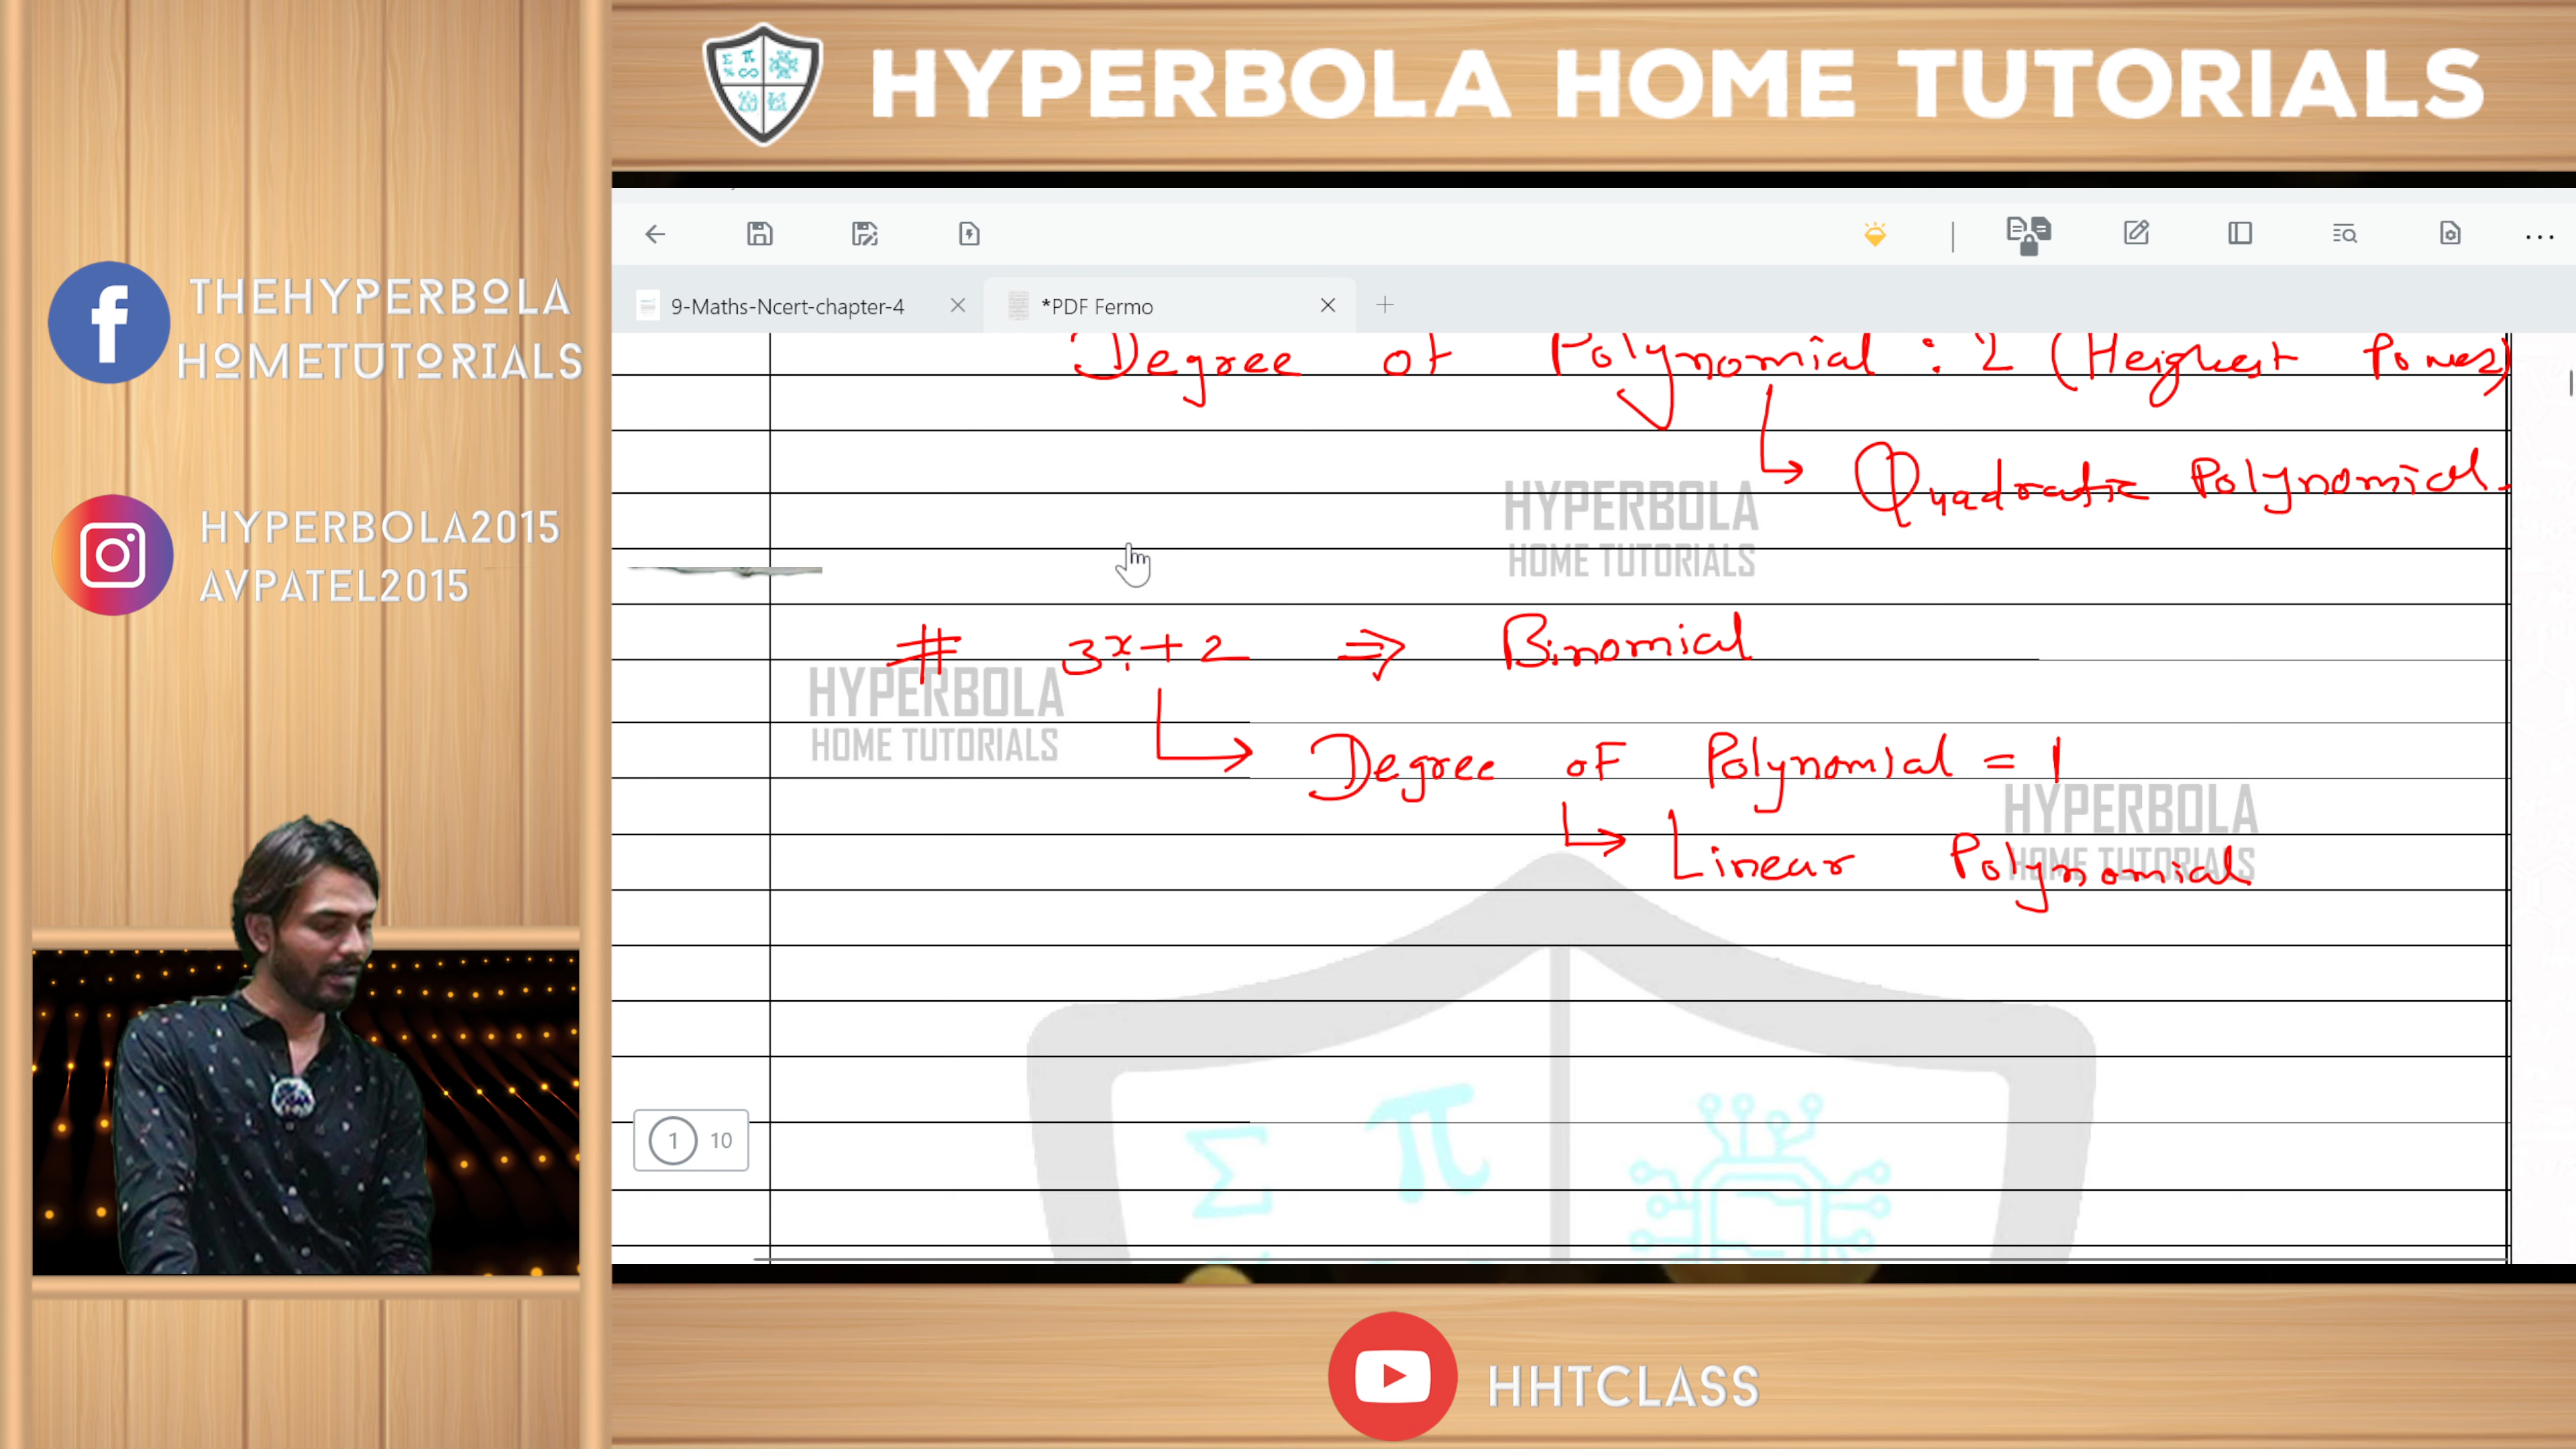 HYPERBOLA HOME TUTORIALS
THEHYPERBOLA
HOMETUTORIALS
HYPERBOLA2015
AVPATEL2015
9-Maths-Ncert-chapter-4
*PDF Fermo
Degree of Polynomial : 2 (Heighest Power)
Quadratic Polynomial.
HYPERBOLA
HOME TUTORIALS
# 3x+2 ⇒ Binomial
HYPERBOLA
HOME TUTORIALS
Degree of Polynomial = 1
HYPERBOLA
HOME TUTORIALS
Linear Polynomial
1 10
Σ π
HHTCLASS